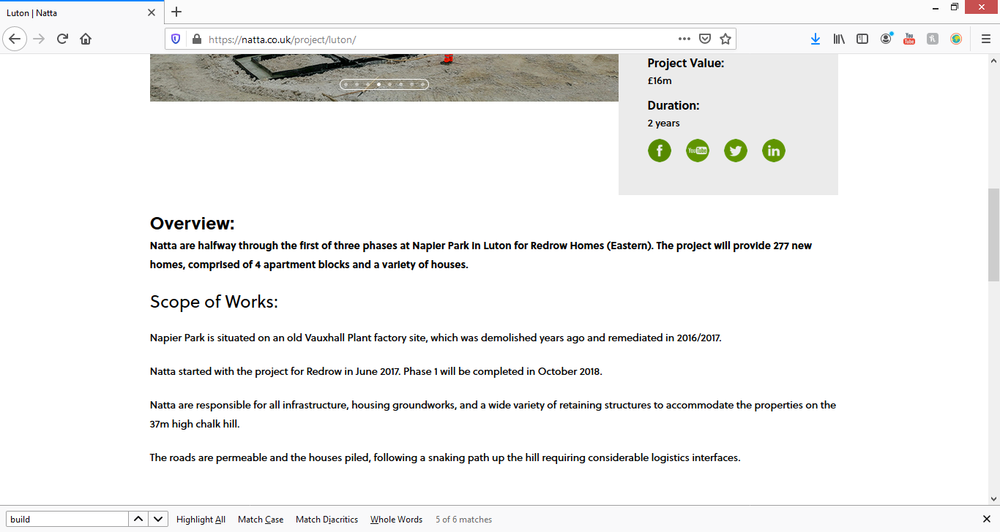 Luton | Natta
https://natta.co.uk/project/luton/
You
Tube
Project Value:
£16m
Duration:
2 years
f
YouTube
in
Overview:
Natta are halfway through the first of three phases at Napier Park in Luton for Redrow Homes (Eastern). The project will provide 277 new
homes, comprised of 4 apartment blocks and a variety of houses.
Scope of Works:
Napier Park is situated on an old Vauxhall Plant factory site, which was demolished years ago and remediated in 2016/2017.
Natta started with the project for Redrow in June 2017. Phase 1 will be completed in October 2018.
Natta are responsible for all infrastructure, housing groundworks, and a wide variety of retaining structures to accommodate the properties on the
37m high chalk hill.
The roads are permeable and the houses piled, following a snaking path up the hill requiring considerable logistics interfaces.
build Highlight All Match Case Match Diacritics Whole Words 5 of 6 matches